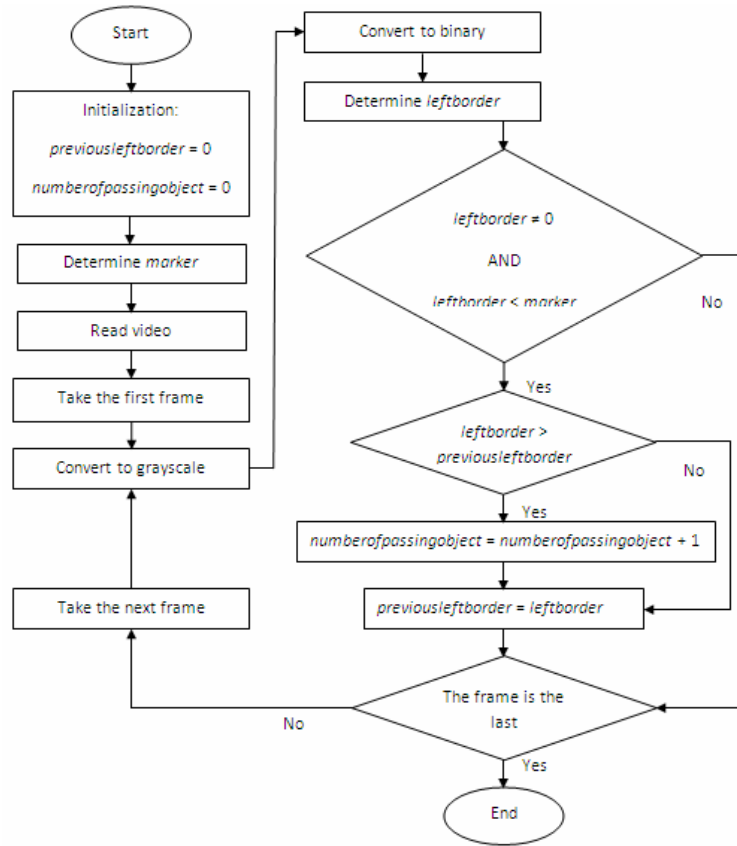 Start
Initialization:
previousleftborder = 0
numberofpassingobject = 0
Determine marker
Read video
Take the first frame
Convert to grayscale
Take the next frame
Convert to binary
Determine leftborder
leftborder ≠ 0
AND
leftborder < marker
No
Yes
leftborder >
previousleftborder
No
Yes
numberofpassingobject = numberofpassingobject + 1
previousleftborder = leftborder
The frame is the
last
No
Yes
End